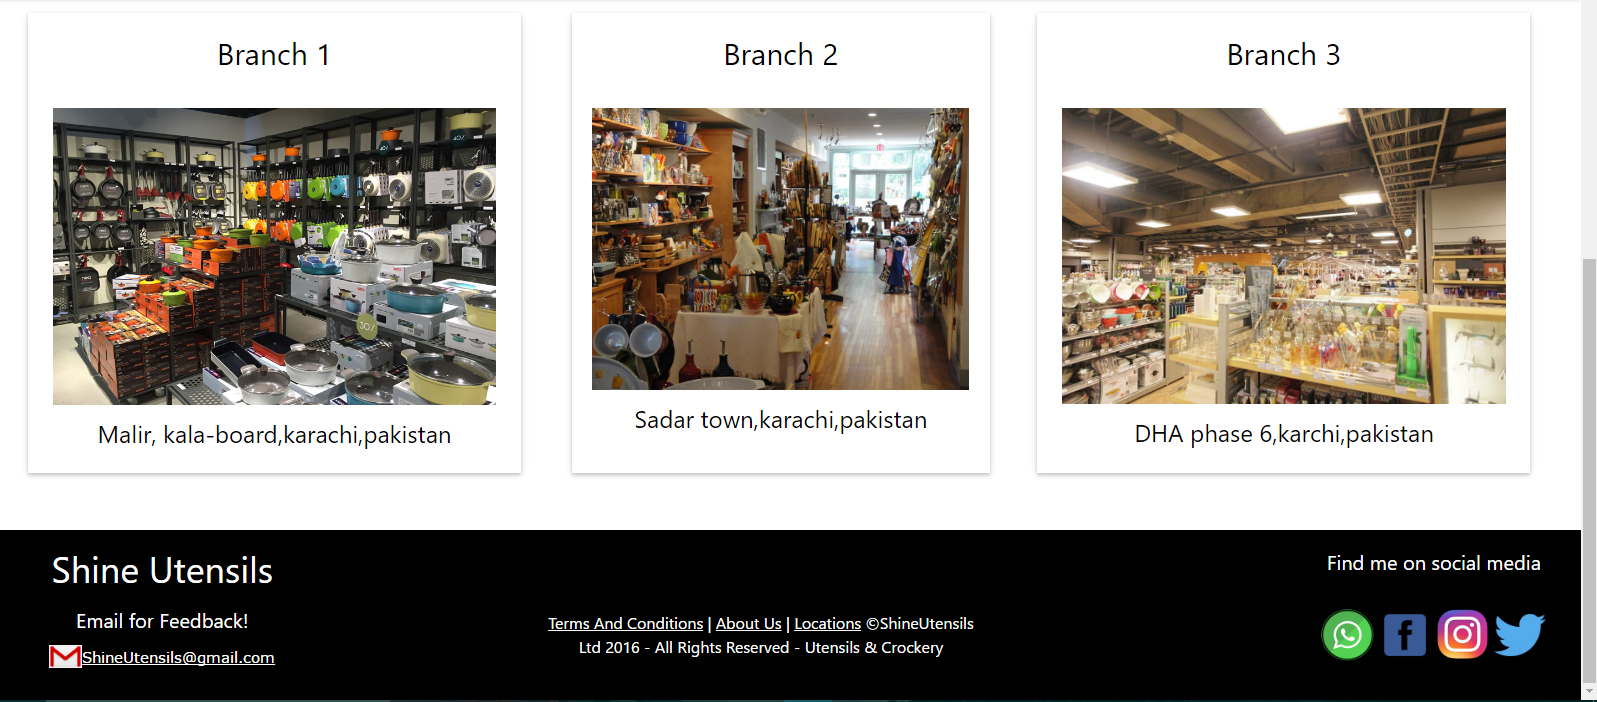 Branch 1
Branch 2
Branch 3
30%
Malir, kala-board,karachi,pakistan
Sadar town,karachi,pakistan
DHA phase 6,karchi,pakistan
Shine Utensils
Find me on social media
Email for Feedback!
ShineUtensils@gmail.com
Terms And Conditions | About Us | Locations ©ShineUtensils
Ltd 2016 - All Rights Reserved - Utensils & Crockery